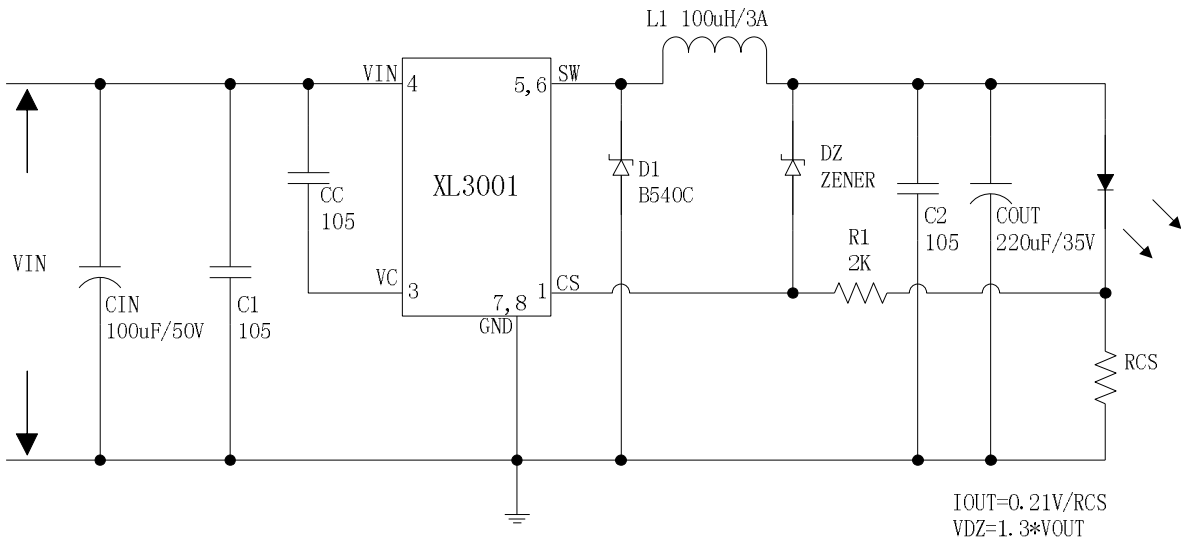 L1 100uH/3A
VIN
4
5,6
SW
XL3001
CC
105
D1
B540C
DZ
ZENER
C2
105
COUT
220uF/35V
R1
2K
VIN
VC
3
1
CS
7,8
GND
CIN
100uF/50V
C1
105
RCS
IOUT=0.21V/RCS
VDZ=1.3*VOUT